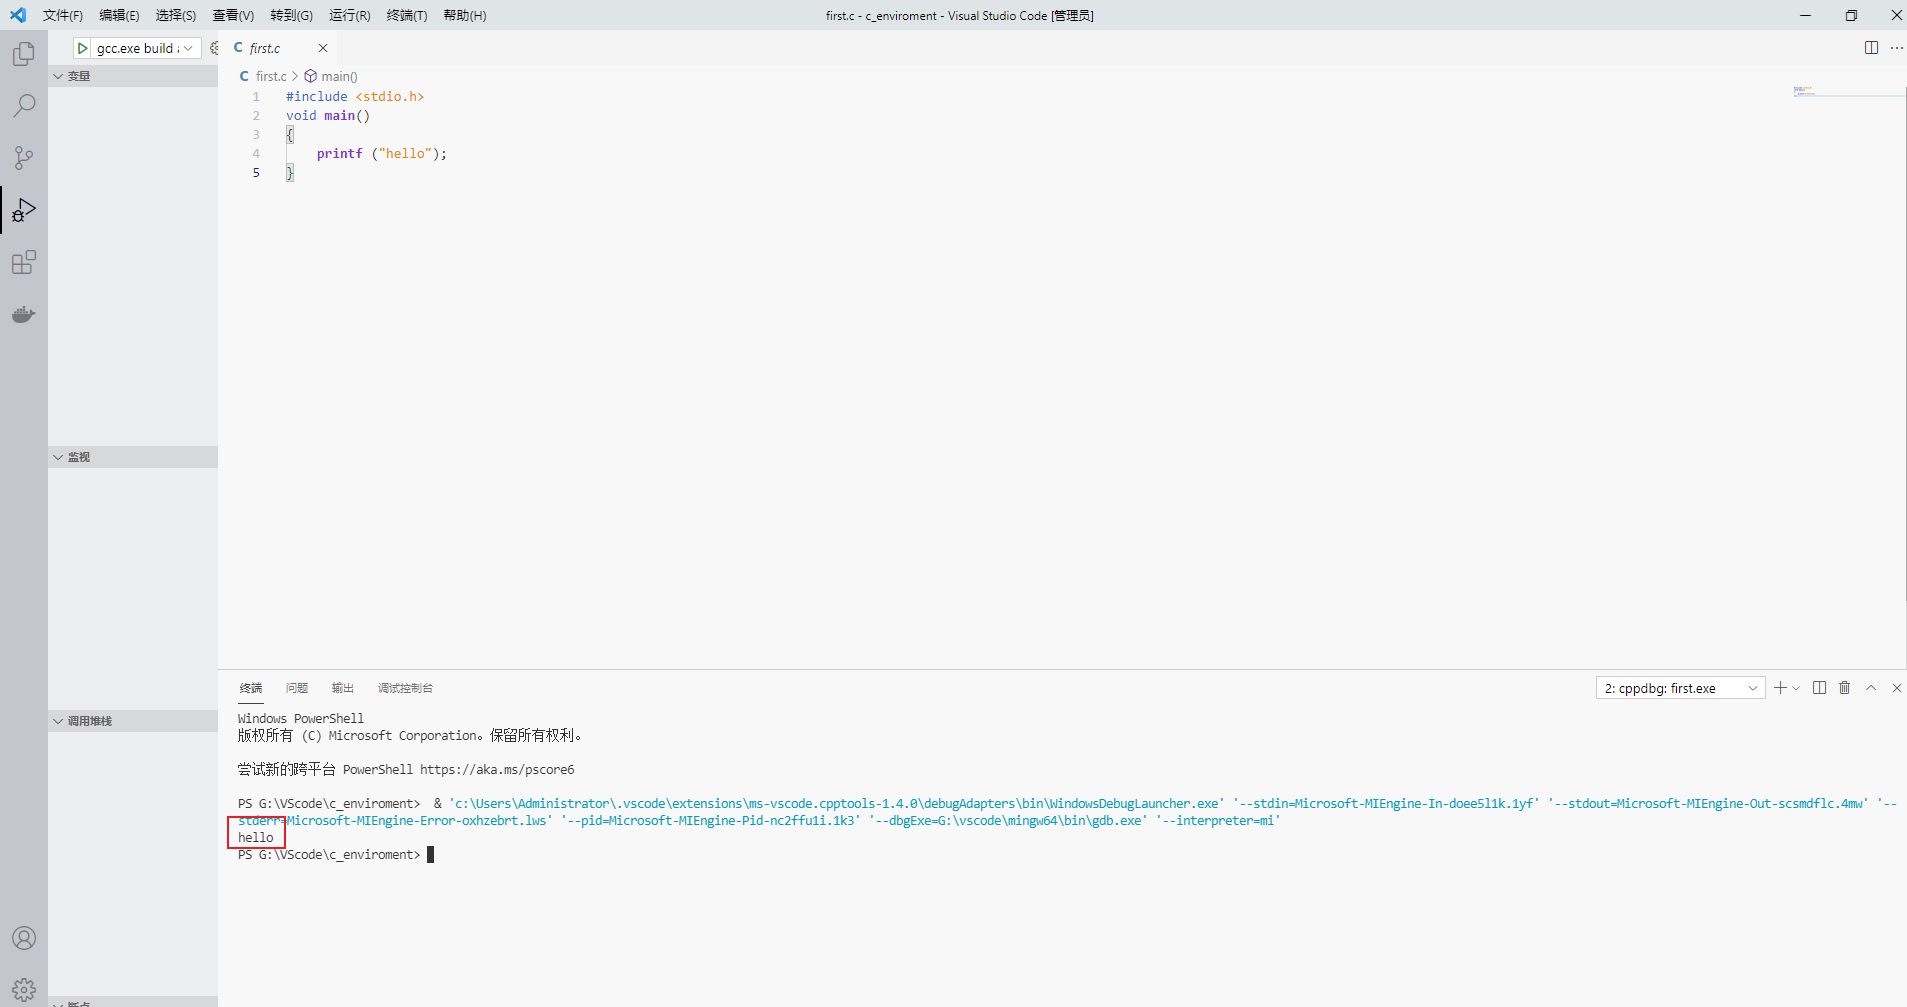 文件(F) 编辑(E) 选择(S) 查看(V) 转到(G) 运行(R) 终端(T) 帮助(H) first.c - c_enviroment - Visual Studio Code [管理员]
gcc.exe build
C first.c
变量
C first.c > main()
1 #include <stdio.h>
2 void main()
3 {
4     printf ("hello");
5 }
监视
调用堆栈
终端 问题 输出 调试控制台 2: cppdbg: first.exe
Windows PowerShell
版权所有 (C) Microsoft Corporation。保留所有权利。
尝试新的跨平台 PowerShell https://aka.ms/pscore6
PS G:\VScode\c_enviroment>  & 'c:\Users\Administrator\.vscode\extensions\ms-vscode.cpptools-1.4.0\debugAdapters\bin\WindowsDebugLauncher.exe' '--stdin=Microsoft-MIEngine-In-doee5l1k.1yf' '--stdout=Microsoft-MIEngine-Out-scsmdflc.4mw' '--
stderr=Microsoft-MIEngine-Error-oxhzebrt.lws' '--pid=Microsoft-MIEngine-Pid-nc2ffu1i.1k3' '--dbgExe=G:\vscode\mingw64\bin\gdb.exe' '--interpreter=mi'
hello
PS G:\VScode\c_enviroment>
断点